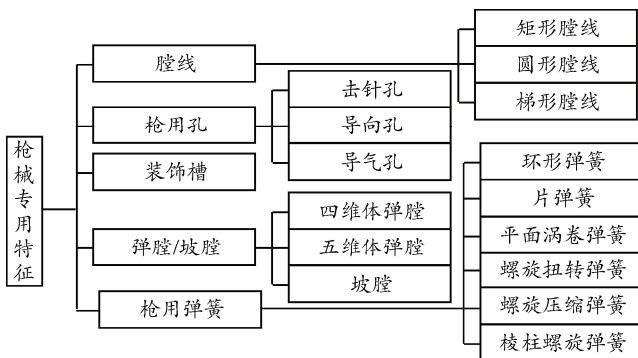 枪械专用特征
膛线
矩形膛线
圆形膛线
梯形膛线
枪用孔
击针孔
导向孔
导气孔
装饰槽
弹膛/坡膛
四维体弹膛
五维体弹膛
坡膛
枪用弹簧
环形弹簧
片弹簧
平面涡卷弹簧
螺旋扭转弹簧
螺旋压缩弹簧
棱柱螺旋弹簧